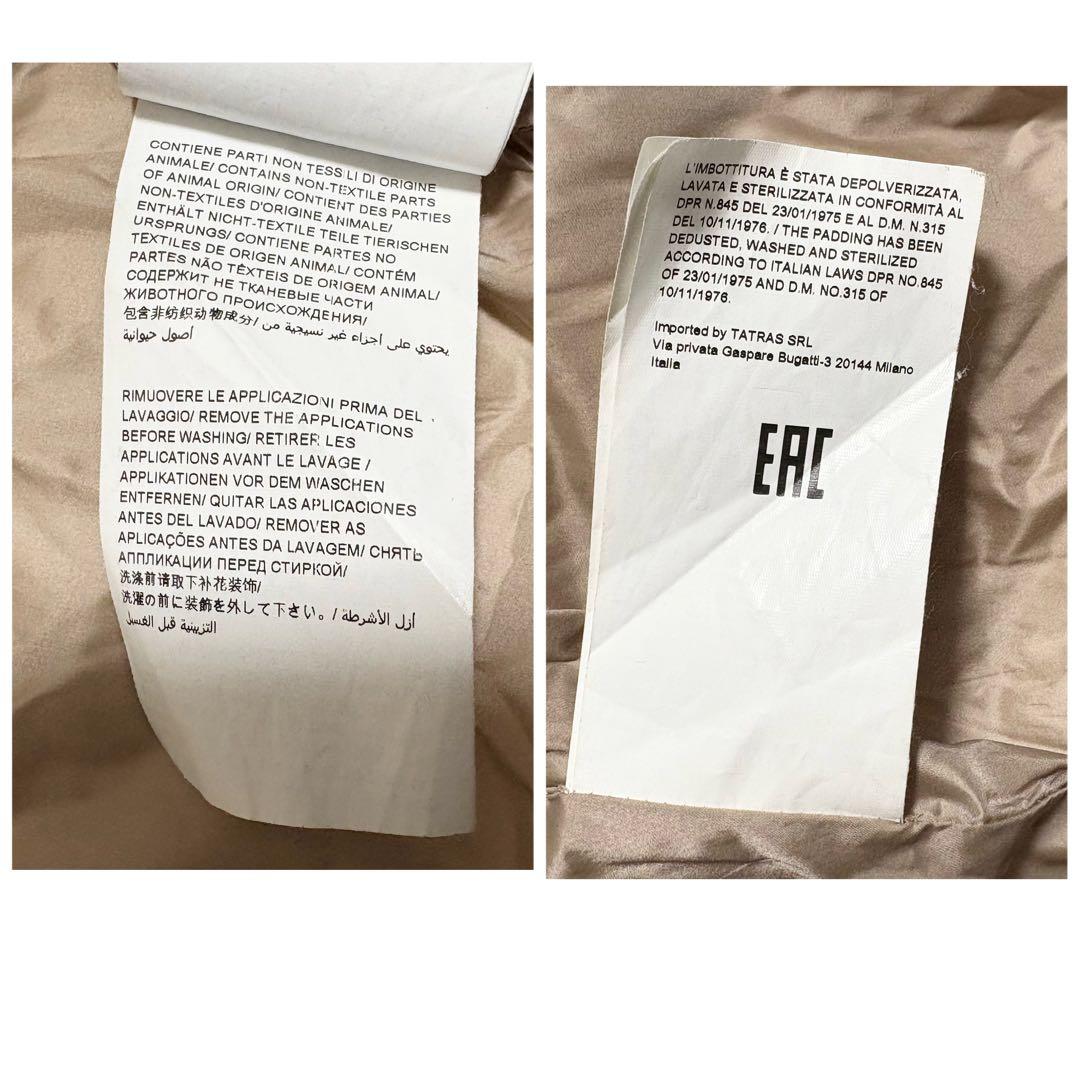 CONTIENE PARTI NON TESSILI DI ORIGINE
ANIMALE/ CONTAINS NON-TEXTILE PARTS
OF ANIMAL ORIGIN/ CONTIENT DES PARTIES
NON-TEXTILES D'ORIGINE ANIMALE/
ENTHÄLT NICHT-TEXTILE TEILE TIERISCHEN
URSPRUNGS/ CONTIENE PARTES NO
TEXTILES DE ORIGEN ANIMAL/ CONTÉM
PARTES NÃO TÊXTEIS DE ORIGEM ANIMAL/
СОДЕРЖИТ НЕ ТКАНЕВЫЕ ЧАСТИ
ЖИВОТНОГО ПРОИСХОЖДЕНИЯ/
包含非纺织动物成分/ يحتوي على اجزاء غير نسيجية من
أصول حيوانية
RIMUOVERE LE APPLICAZIONI PRIMA DEL
LAVAGGIO/ REMOVE THE APPLICATIONS
BEFORE WASHING/ RETIRER LES
APPLICATIONS AVANT LE LAVAGE /
APPLIKATIONEN VOR DEM WASCHEN
ENTFERNEN/ QUITAR LAS APLICACIONES
ANTES DEL LAVADO/ REMOVER AS
APLICAÇÕES ANTES DA LAVAGEM/ СНЯТЬ
АППЛИКАЦИИ ПЕРЕД СТИРКОЙ/
洗涤前请取下补花装饰/
洗濯の前に装飾を外して下さい。/ أزل الأشرطة
التزيينية قبل الغسيل
L'IMBOTTITURA È STATA DEPOLVERIZZATA,
LAVATA E STERILIZZATA IN CONFORMITÀ AL
DPR N.845 DEL 23/01/1975 E AL D.M. N.315
DEL 10/11/1976. / THE PADDING HAS BEEN
DEDUSTED, WASHED AND STERILIZED
ACCORDING TO ITALIAN LAWS DPR NO.845
OF 23/01/1975 AND D.M. NO.315 OF
10/11/1976.
Imported by TATRAS SRL
Via privata Gaspare Bugatti-3 20144 Milano
Italia
EAC